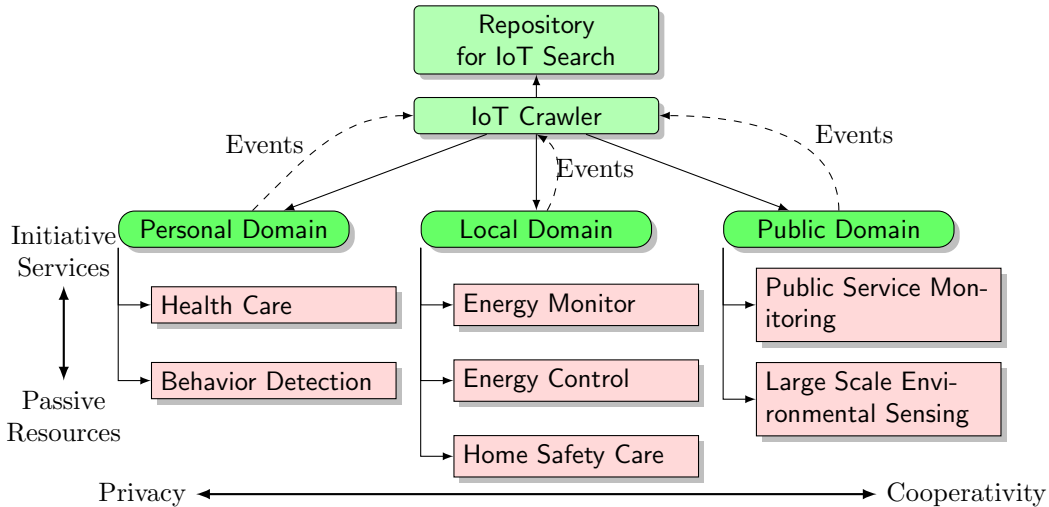 Repository
for IoT Search
IoT Crawler
Events
Events
Events
Personal Domain
Local Domain
Public Domain
Initiative
Services
Health Care
Behavior Detection
Energy Monitor
Energy Control
Home Safety Care
Public Service Mon-
itoring
Large Scale Envi-
ronmental Sensing
Passive
Resources
Privacy
Cooperativity